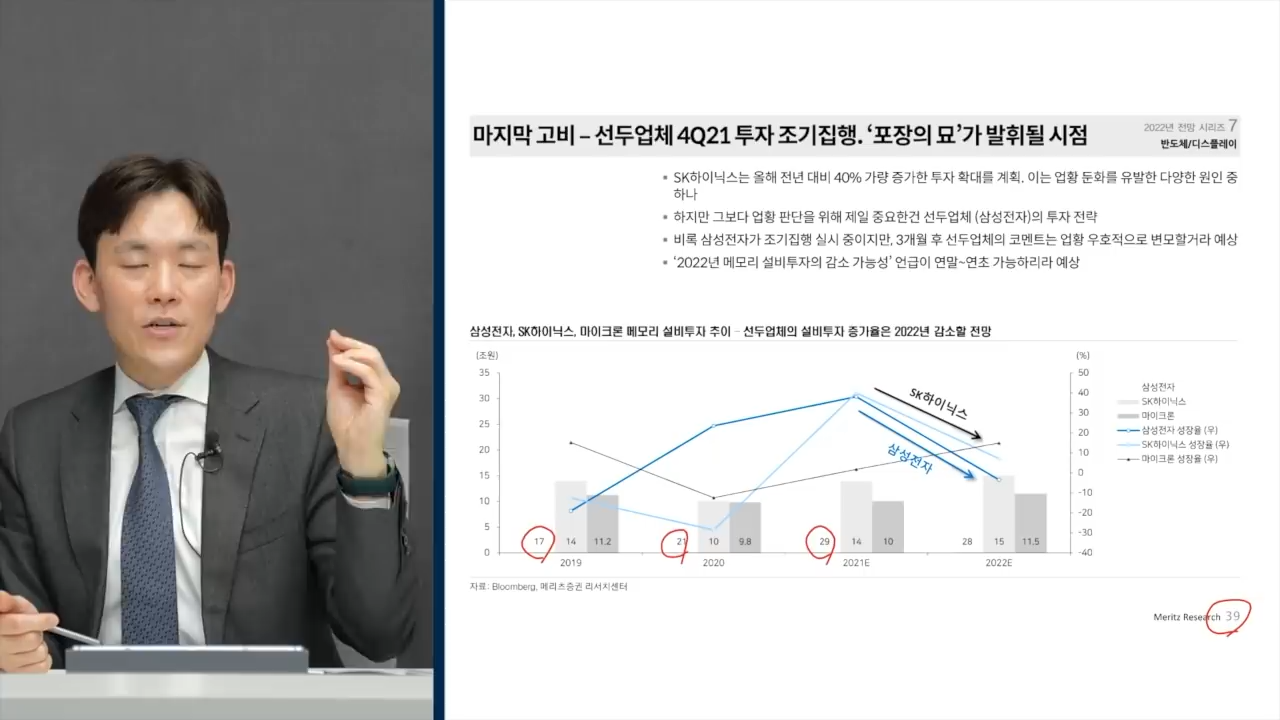 마지막 고비 – 선두업체 4Q21 투자 조기집행. ‘포장의 묘’가 발휘될 시점
2022년 전망 시리즈 7
반도체/디스플레이
▪ SK하이닉스는 올해 전년 대비 40% 가량 증가한 투자 확대를 계획. 이는 업황 둔화를 유발한 다양한 원인 중
하나
▪ 하지만 그보다 업황 판단을 위해 제일 중요한건 선두업체 (삼성전자)의 투자 전략
▪ 비록 삼성전자가 조기집행 실시 중이지만, 3개월 후 선두업체의 코멘트는 업황 우호적으로 변모할거라 예상
▪ ‘2022년 메모리 설비투자의 감소 가능성’ 언급이 연말~연초 가능하리라 예상
삼성전자, SK하이닉스, 마이크론 메모리 설비투자 추이 – 선두업체의 설비투자 증가율은 2022년 감소할 전망
(조원)
(%)
35
30
25
20
15
10
5
0
50
40
30
20
10
0
-10
-20
-30
-40
SK하이닉스
삼성전자
17 14 11.2
21 10 9.8
29 14 10
28 15 11.5
2019 2020 2021E 2022E
삼성전자
SK하이닉스
마이크론
삼성전자 성장율 (우)
SK하이닉스 성장율 (우)
마이크론 성장율 (우)
자료: Bloomberg, 메리츠증권 리서치센터
Meritz Research 39